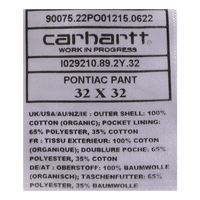 90075.22PO01215.0622
carhartt
WORK IN PROGRESS
I029210.89.2Y.32
PONTIAC PANT
32 X 32
UK/USA/AU/NZ/IE : OUTER SHELL: 100%
COTTON (ORGANIC); POCKET LINING:
65% POLYESTER, 35% COTTON
FR : TISSU EXTERIEUR: 100% COTON
(ORGANIQUE); DOUBLURE POCHE: 65%
POLYESTER, 35% COTON
DE/AT : OBERSTOFF: 100% BAUMWOLLE
(ORGANIC); TASCHENFUTTER: 65%
POLYESTER, 35% BAUMWOLLE